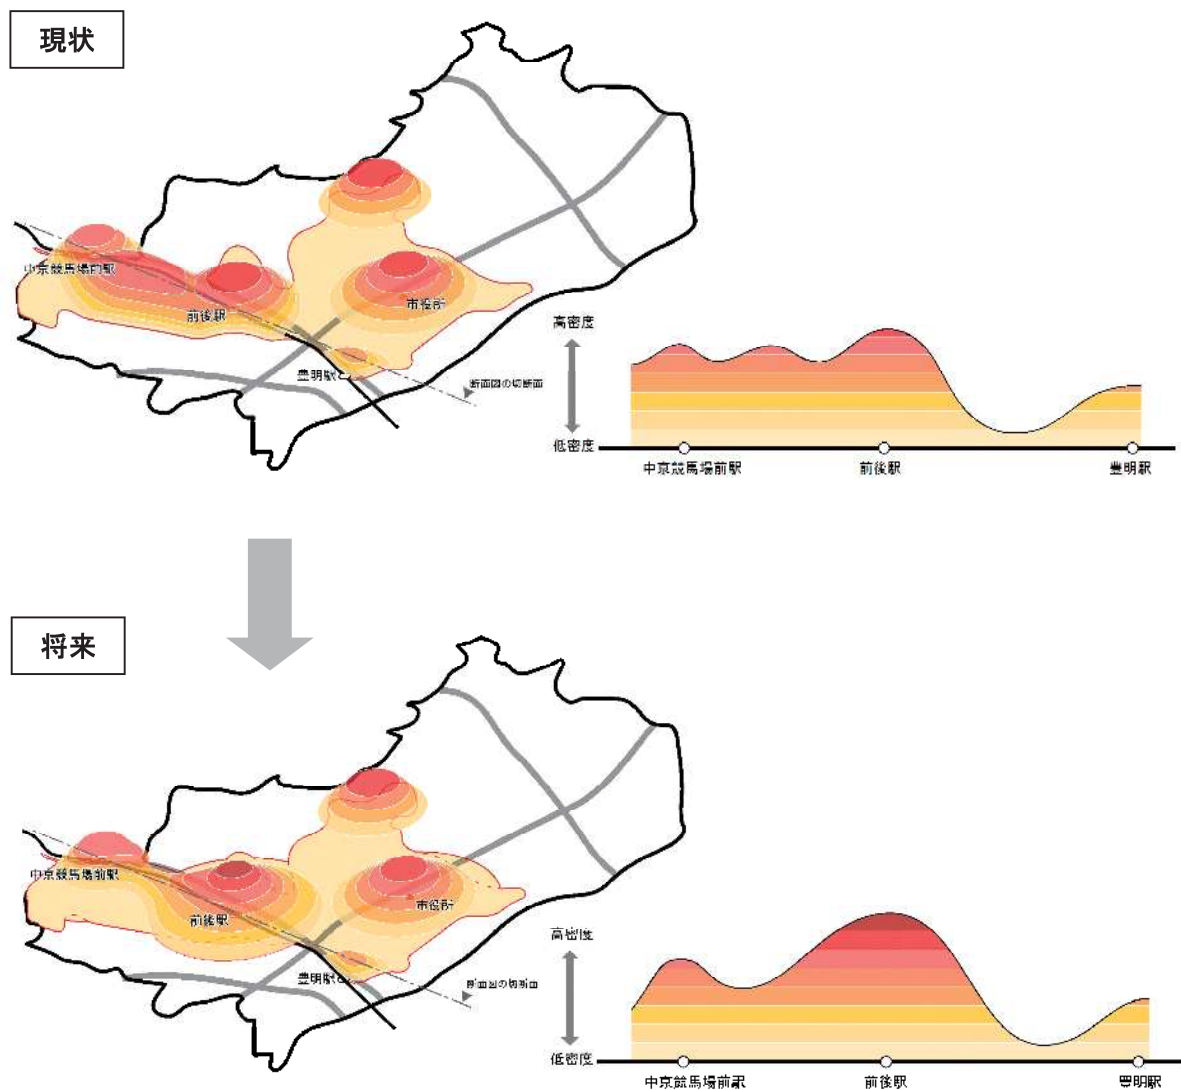 現状
中京競馬場前駅
前後駅
市役所
豊明駅
断面図の切断面
高密度
低密度
中京競馬場前駅
前後駅
豊明駅
将来
中京競馬場前駅
前後駅
市役所
豊明駅
断面図の切断面
高密度
低密度
中京競馬場前駅
前後駅
豊明駅